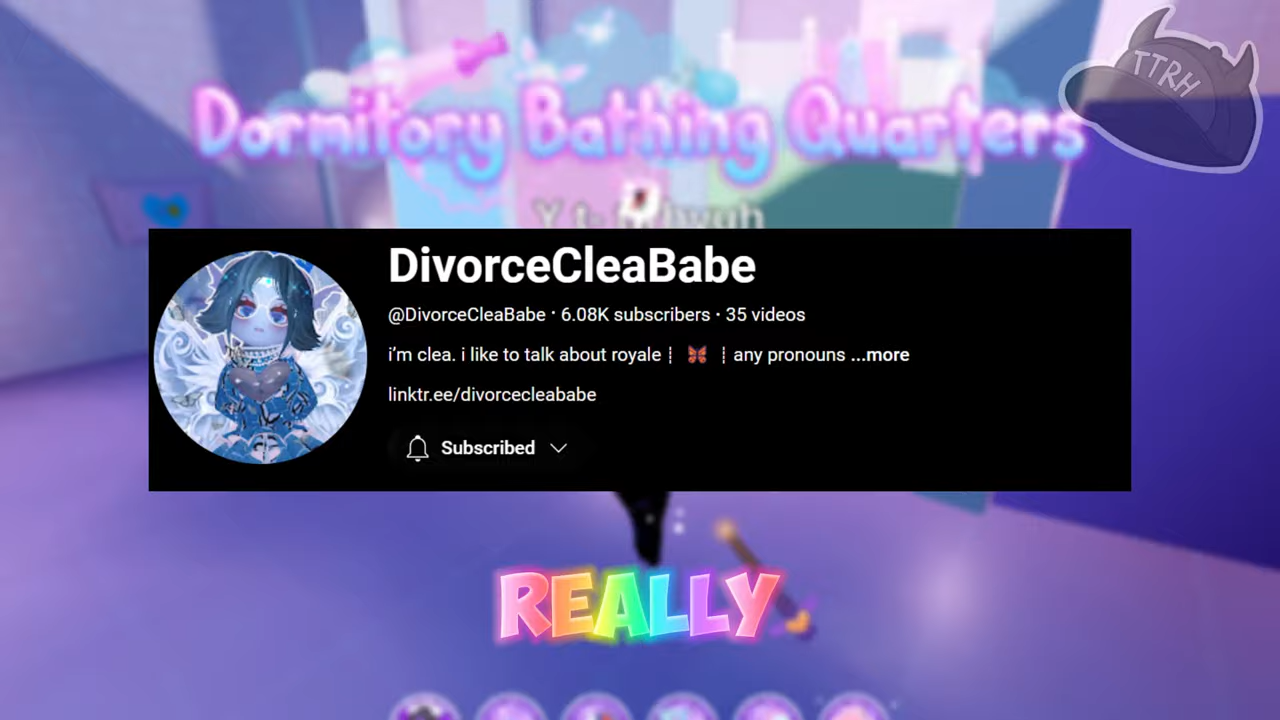 TTRH
Dormitory Bathing Quarters
DivorceCleaBabe
@DivorceCleaBabe · 6.08K subscribers · 35 videos
i'm clea. i like to talk about royale ┆ 🦋 ┆ any pronouns ...more
linktr.ee/divorcecleababe
Subscribed
REALLY